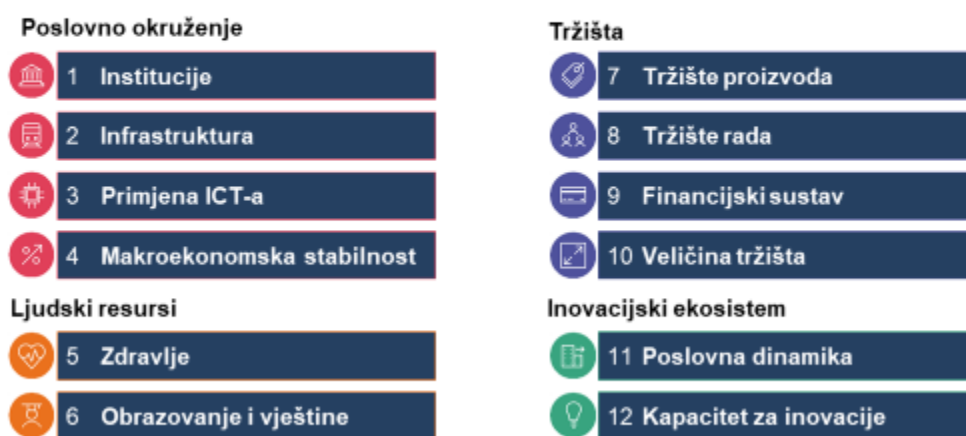 Poslovno okruženje
1 Institucije
2 Infrastruktura
3 Primjena ICT-a
4 Makroekonomska stabilnost
Ljudski resursi
5 Zdravlje
6 Obrazovanje i vještine
Tržišta
7 Tržište proizvoda
8 Tržište rada
9 Financijski sustav
10 Veličina tržišta
Inovacijski ekosistem
11 Poslovna dinamika
12 Kapacitet za inovacije